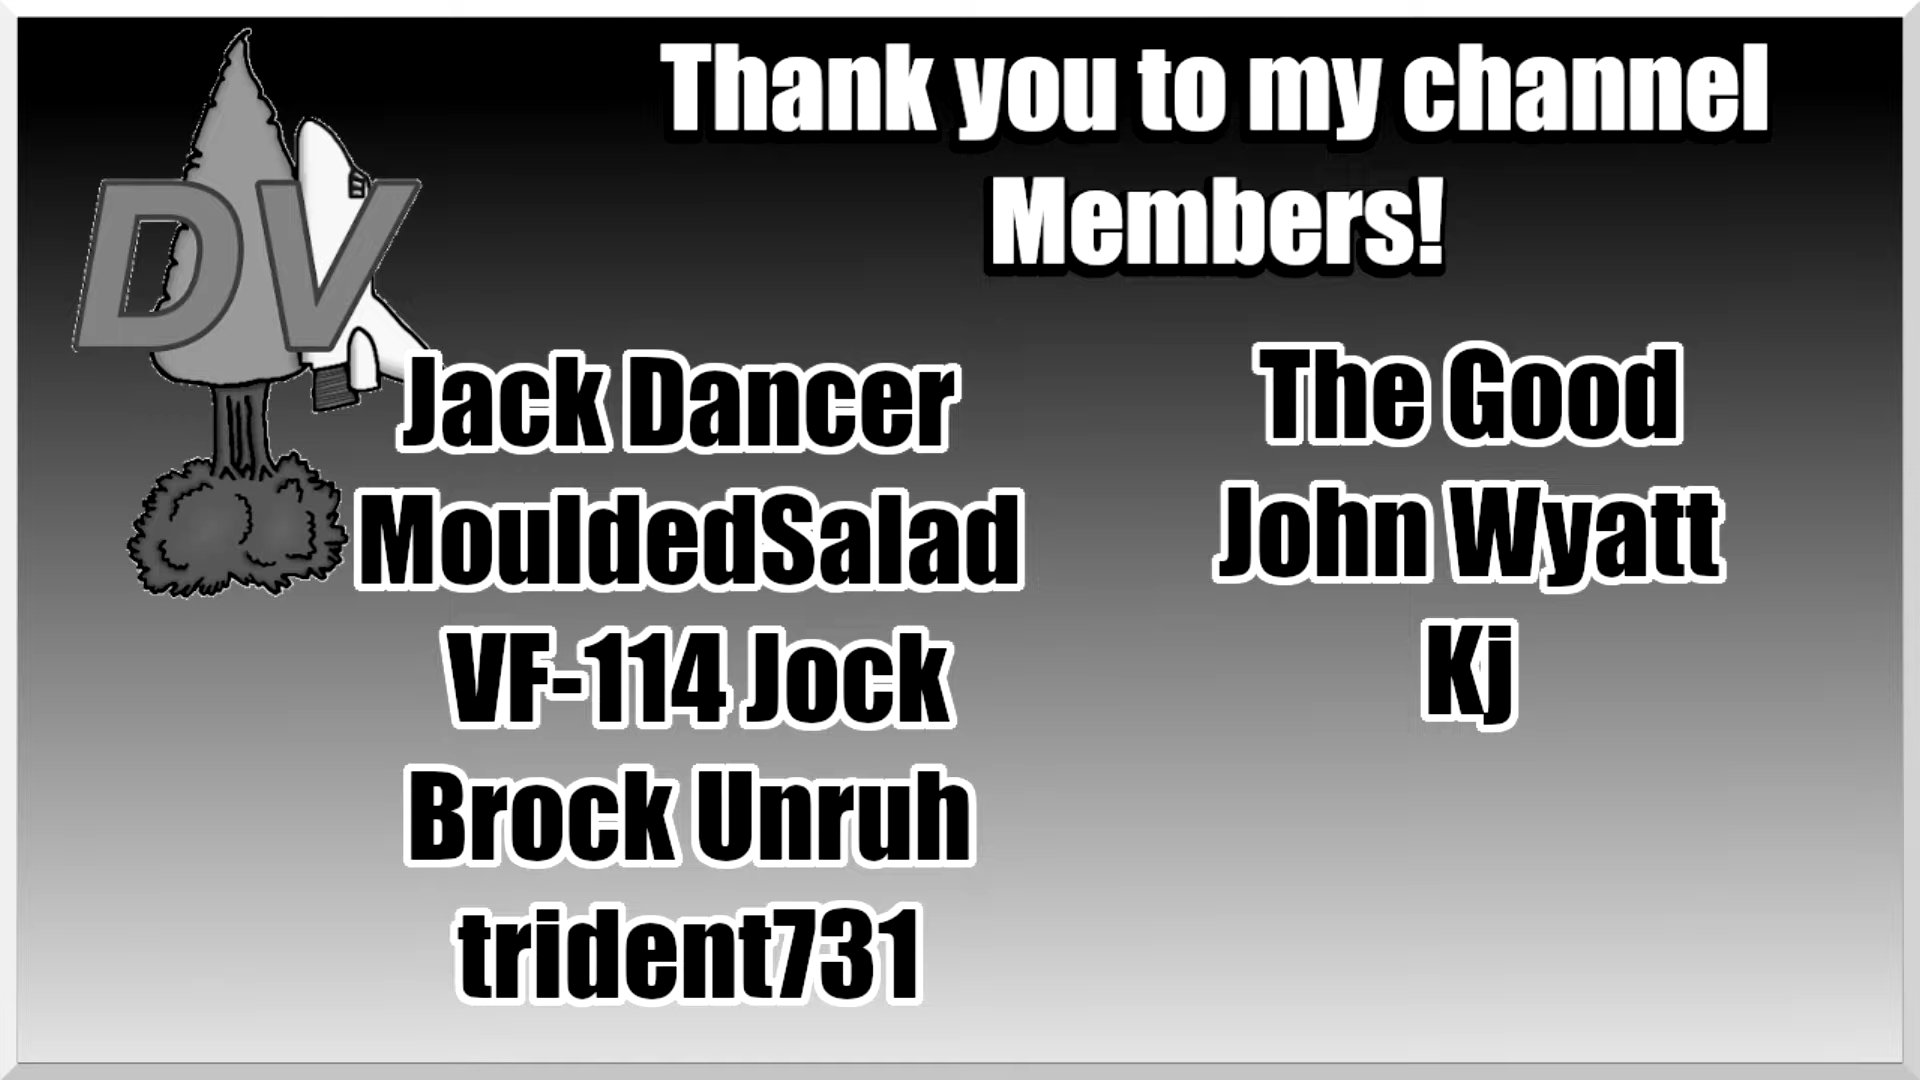 Thank you to my channel
Members!
DV
Jack Dancer
MouldedSalad
VF-114 Jock
Brock Unruh
trident731
The Good
John Wyatt
Kj